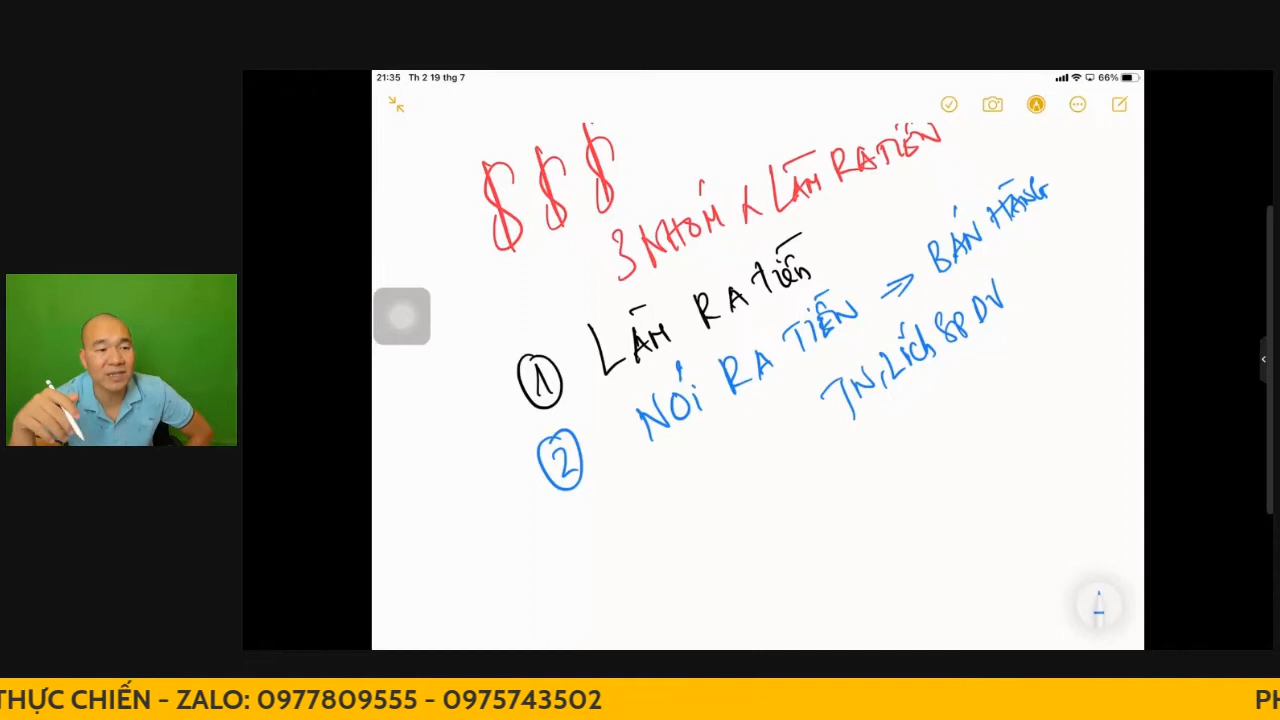 21:35 Th 2 19 thg 7
66%
$ $ $
3 NHÓM LÀM RA TIỀN
1 LÀM RA TIỀN
2 NÓI RA TIỀN => BÁN HÀNG
TN, LÍCH SP DV
THỰC CHIẾN - ZALO: 0977809555 - 0975743502
PH